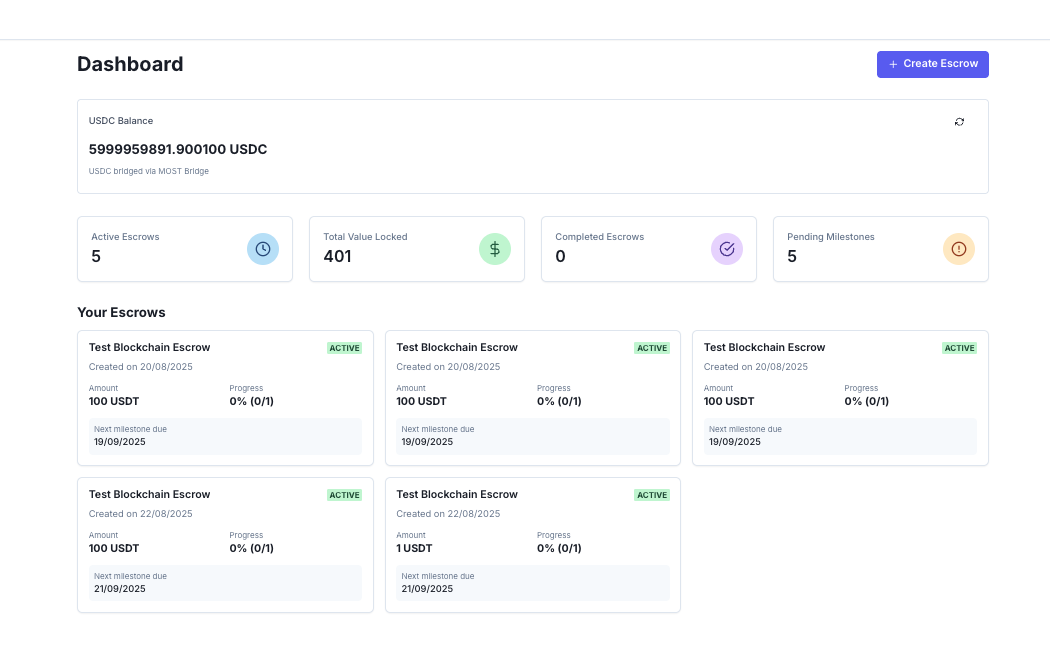 Dashboard
+ Create Escrow
USDC Balance
5999959891.900100 USDC
USDC bridged via MOST Bridge
Active Escrows
5
Total Value Locked
401
Completed Escrows
0
Pending Milestones
5
Your Escrows
Test Blockchain Escrow
ACTIVE
Created on 20/08/2025
Amount
Progress
100 USDT
0% (0/1)
Next milestone due
19/09/2025
Test Blockchain Escrow
ACTIVE
Created on 20/08/2025
Amount
Progress
100 USDT
0% (0/1)
Next milestone due
19/09/2025
Test Blockchain Escrow
ACTIVE
Created on 20/08/2025
Amount
Progress
100 USDT
0% (0/1)
Next milestone due
19/09/2025
Test Blockchain Escrow
ACTIVE
Created on 22/08/2025
Amount
Progress
100 USDT
0% (0/1)
Next milestone due
21/09/2025
Test Blockchain Escrow
ACTIVE
Created on 22/08/2025
Amount
Progress
1 USDT
0% (0/1)
Next milestone due
21/09/2025